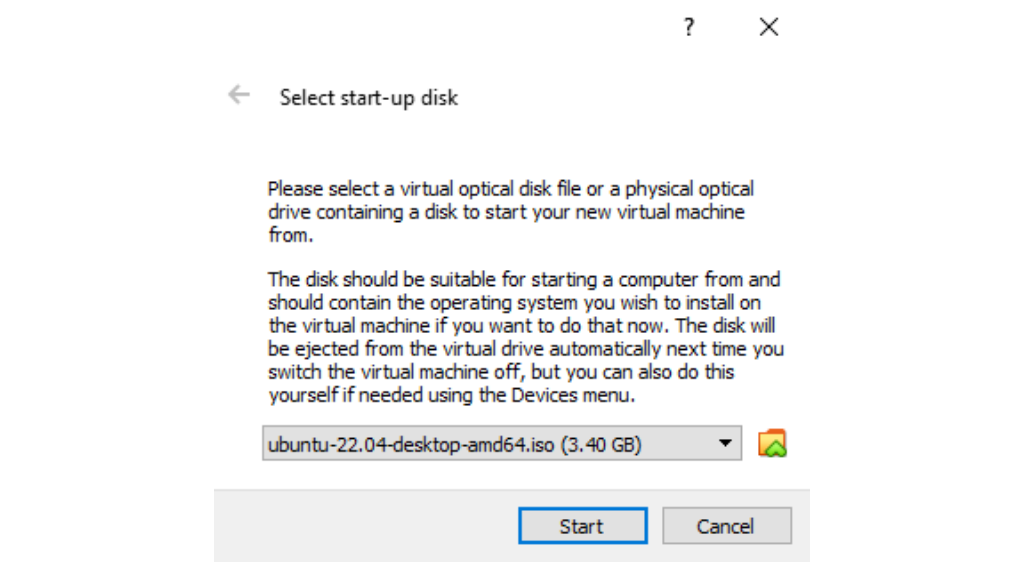 ?
Select start-up disk
Please select a virtual optical disk file or a physical optical
drive containing a disk to start your new virtual machine
from.
The disk should be suitable for starting a computer from and
should contain the operating system you wish to install on
the virtual machine if you want to do that now. The disk will
be ejected from the virtual drive automatically next time you
switch the virtual machine off, but you can also do this
yourself if needed using the Devices menu.
ubuntu-22.04-desktop-amd64.iso (3.40 GB)
Start Cancel